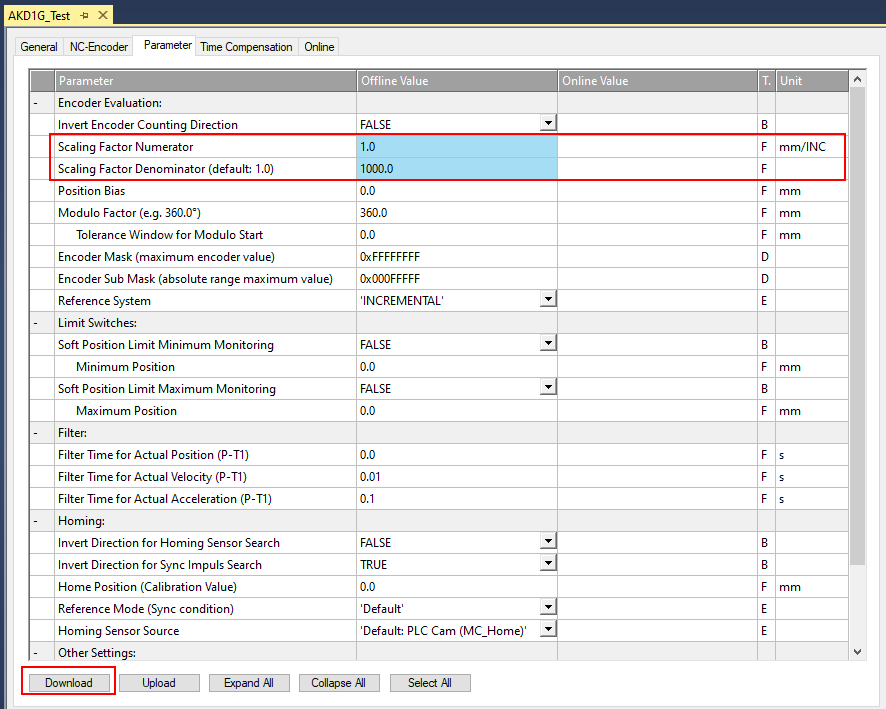 AKD1G_Test
General NC-Encoder Parameter Time Compensation Online
Parameter Offline Value Online Value T. Unit
- Encoder Evaluation:
Invert Encoder Counting Direction FALSE B
Scaling Factor Numerator 1.0 F mm/INC
Scaling Factor Denominator (default: 1.0) 1000.0 F
Position Bias 0.0 F mm
Modulo Factor (e.g. 360.0°) 360.0 F mm
Tolerance Window for Modulo Start 0.0 F mm
Encoder Mask (maximum encoder value) 0xFFFFFFFF D
Encoder Sub Mask (absolute range maximum value) 0x000FFFFF D
Reference System 'INCREMENTAL' E
- Limit Switches:
Soft Position Limit Minimum Monitoring FALSE B
Minimum Position 0.0 F mm
Soft Position Limit Maximum Monitoring FALSE B
Maximum Position 0.0 F mm
- Filter:
Filter Time for Actual Position (P-T1) 0.0 F s
Filter Time for Actual Velocity (P-T1) 0.01 F s
Filter Time for Actual Acceleration (P-T1) 0.1 F s
- Homing:
Invert Direction for Homing Sensor Search FALSE B
Invert Direction for Sync Impuls Search TRUE B
Home Position (Calibration Value) 0.0 F mm
Reference Mode (Sync condition) 'Default' E
Homing Sensor Source 'Default: PLC Cam (MC_Home)' E
- Other Settings:
Download Upload Expand All Collapse All Select All